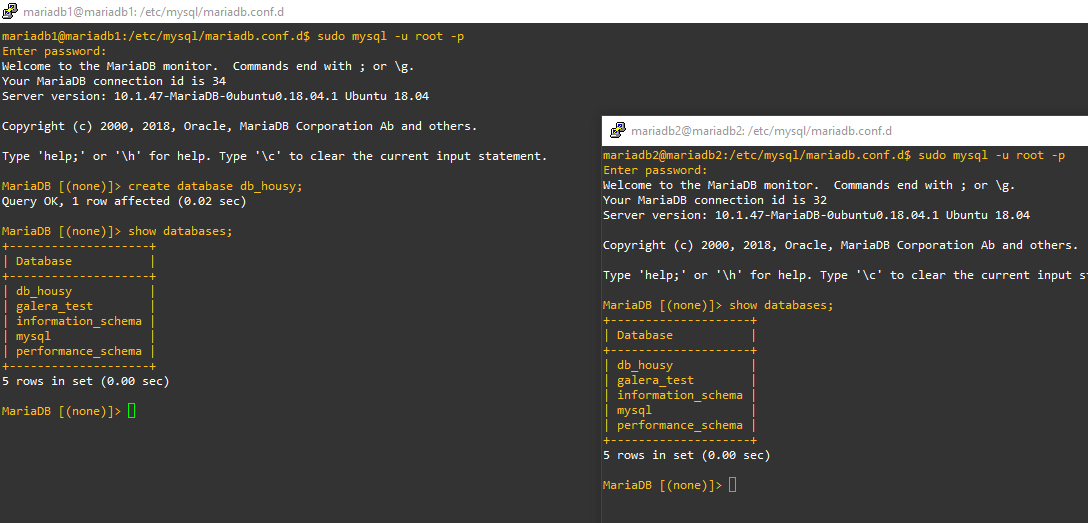 mariadb1@mariadb1: /etc/mysql/mariadb.conf.d
mariadb1@mariadb1:/etc/mysql/mariadb.conf.d$ sudo mysql -u root -p
Enter password:
Welcome to the MariaDB monitor.  Commands end with ; or \g.
Your MariaDB connection id is 34
Server version: 10.1.47-MariaDB-0ubuntu0.18.04.1 Ubuntu 18.04
Copyright (c) 2000, 2018, Oracle, MariaDB Corporation Ab and others.
Type 'help;' or '\h' for help. Type '\c' to clear the current input statement.
MariaDB [(none)]> create database db_housy;
Query OK, 1 row affected (0.02 sec)
MariaDB [(none)]> show databases;
+--------------------+
| Database           |
+--------------------+
| db_housy           |
| galera_test        |
| information_schema |
| mysql              |
| performance_schema |
+--------------------+
5 rows in set (0.00 sec)
MariaDB [(none)]>
mariadb2@mariadb2: /etc/mysql/mariadb.conf.d
mariadb2@mariadb2:/etc/mysql/mariadb.conf.d$ sudo mysql -u root -p
Enter password:
Welcome to the MariaDB monitor.  Commands end with ; or \g.
Your MariaDB connection id is 32
Server version: 10.1.47-MariaDB-0ubuntu0.18.04.1 Ubuntu 18.04
Copyright (c) 2000, 2018, Oracle, MariaDB Corporation Ab and others.
Type 'help;' or '\h' for help. Type '\c' to clear the current input s
MariaDB [(none)]> show databases;
+--------------------+
| Database           |
+--------------------+
| db_housy           |
| galera_test        |
| information_schema |
| mysql              |
| performance_schema |
+--------------------+
5 rows in set (0.00 sec)
MariaDB [(none)]>